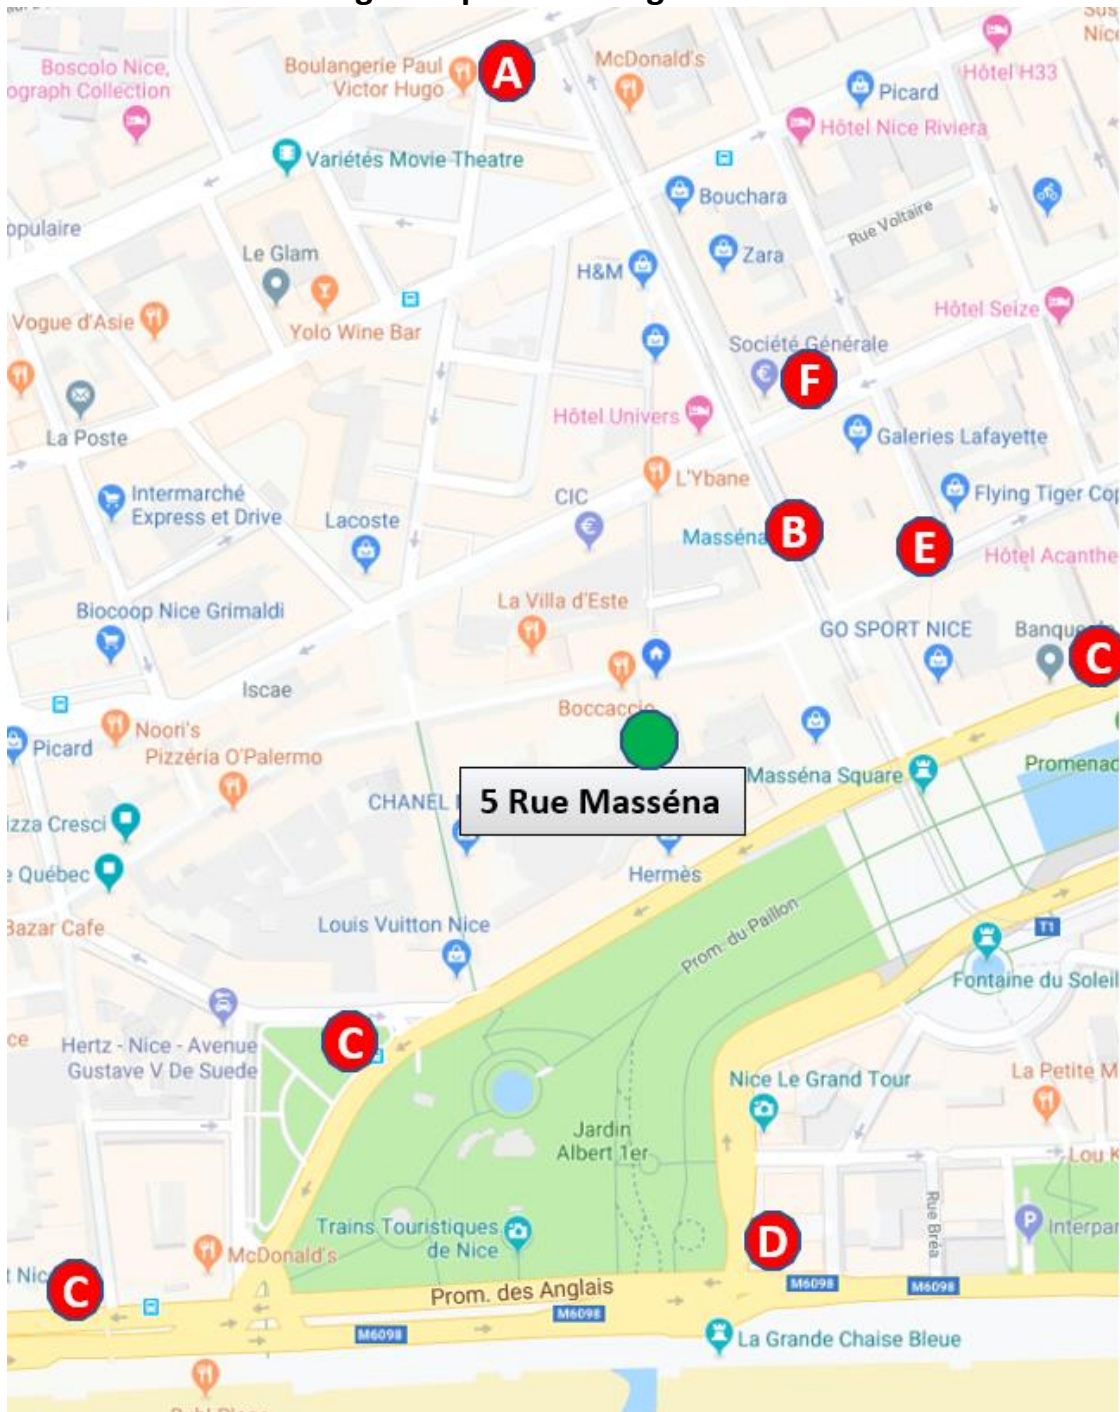 Boulangerie Paul
Victor Hugo
A
McDonald's
Hôtel H33
Nice
Boscolo Nice,
ograph Collection
Picard
Hôtel Nice Riviera
Variétés Movie Theatre
Bouchara
Rue Voltaire
opulaire
Le Glam
H&M
Zara
Hôtel Seize
Vogue d'Asie
Yolo Wine Bar
Société Générale
€
F
La Poste
Hôtel Univers
Galeries Lafayette
L'Ybane
Intermarché
Express et Drive
Lacoste
CIC
€
Flying Tiger Cop
Masséna
B
E
Hôtel Acanthe
Biocoop Nice Grimaldi
La Villa d'Este
GO SPORT NICE
C
Iscae
Boccaccio
Noori's
Picard
Pizzéria O'Palermo
Masséna Square
Promenad
5 Rue Masséna
CHANEL
izza Cresci
e Québec
Hermès
Bazar Cafe
Louis Vuitton Nice
Prom. du Paillon
T1
Fontaine du Soleil
C
ce
Hertz - Nice - Avenue
Gustave V De Suede
Nice Le Grand Tour
La Petite M
Jardin
Albert 1er
Lou K
Rue Bréa
Trains Touristiques
de Nice
P
Interpar
D
McDonald's
t Nic
C
Prom. des Anglais
M6098
M6098
M6098
M6098
La Grande Chaise Bleue